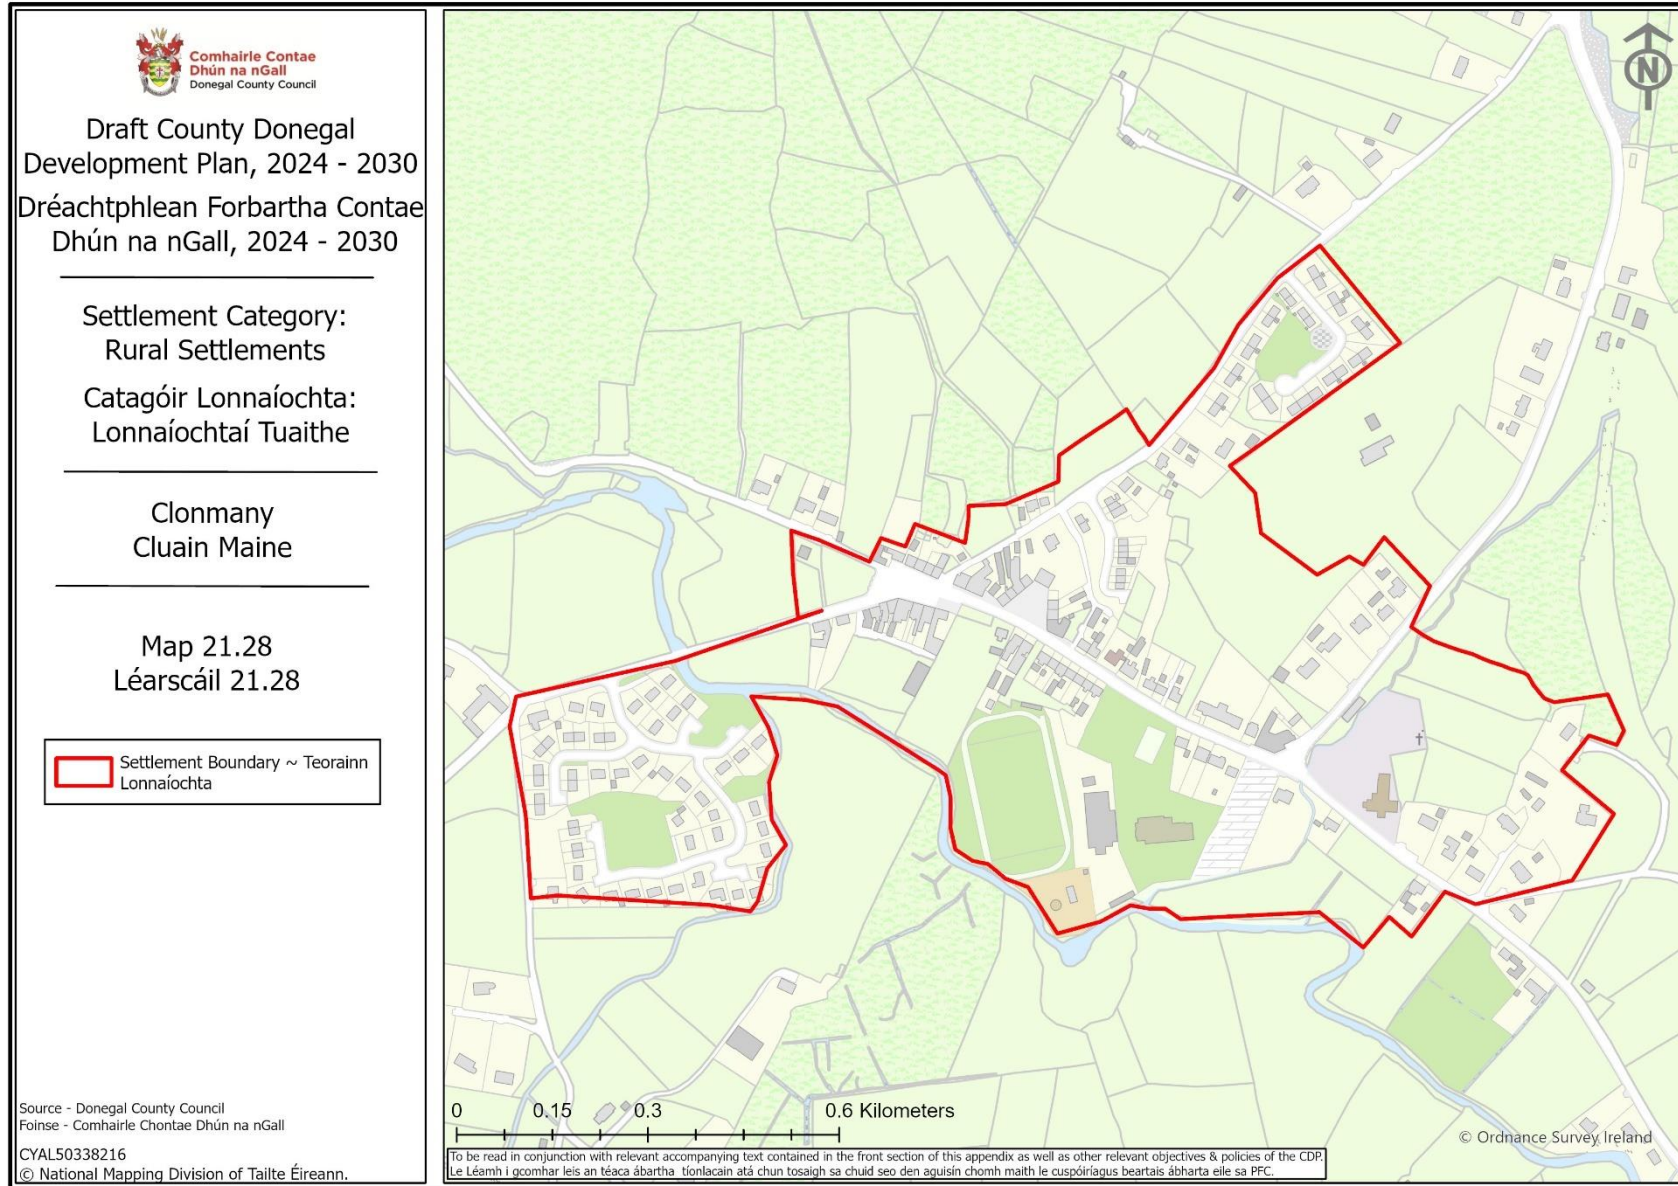 Comhairle Contae
Dhún na nGall
Donegal County Council
Draft County Donegal
Development Plan, 2024 - 2030
Dréachtphlean Forbartha Contae
Dhún na nGall, 2024 - 2030
Settlement Category:
Rural Settlements
Catagóir Lonnaíochta:
Lonnaíochtaí Tuaithe
Clonmany
Cluain Maine
Map 21.28
Léarscáil 21.28
Settlement Boundary ~ Teorainn
Lonnaíochta
Source - Donegal County Council
Foinse - Comhairle Chontae Dhún na nGall
CYAL50338216
© National Mapping Division of Tailte Éireann.
N
0 0.15 0.3 0.6 Kilometers
© Ordnance Survey Ireland
To be read in conjunction with relevant accompanying text contained in the front section of this appendix as well as other relevant objectives & policies of the CDP.
Le Léamh i gcomhar leis an téaca ábartha tíonlacain atá chun tosaigh sa chuid seo den aguisín chomh maith le cuspóiríagus beartais ábharta eile sa PFC.